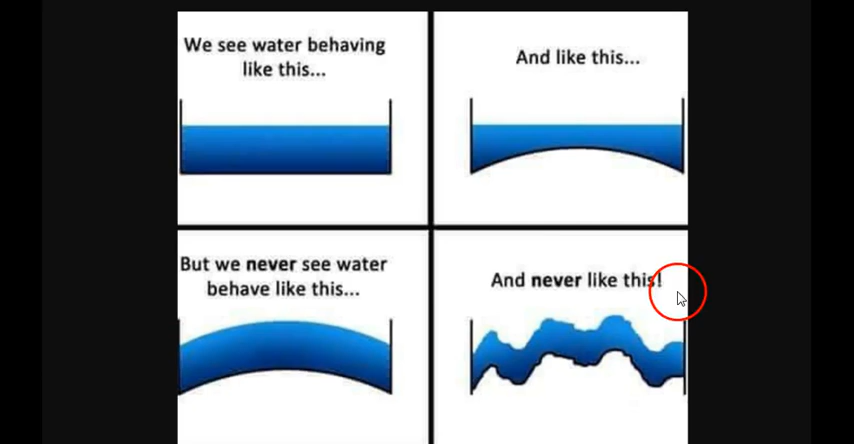 We see water behaving
like this...
And like this...
But we never see water
behave like this...
And never like this!